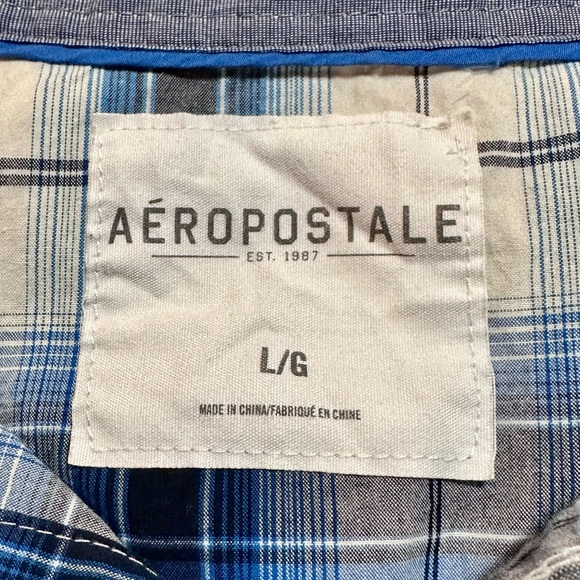 AÉROPOSTALE
EST. 1987
L/G
MADE IN CHINA/FABRIQUÉ EN CHINE